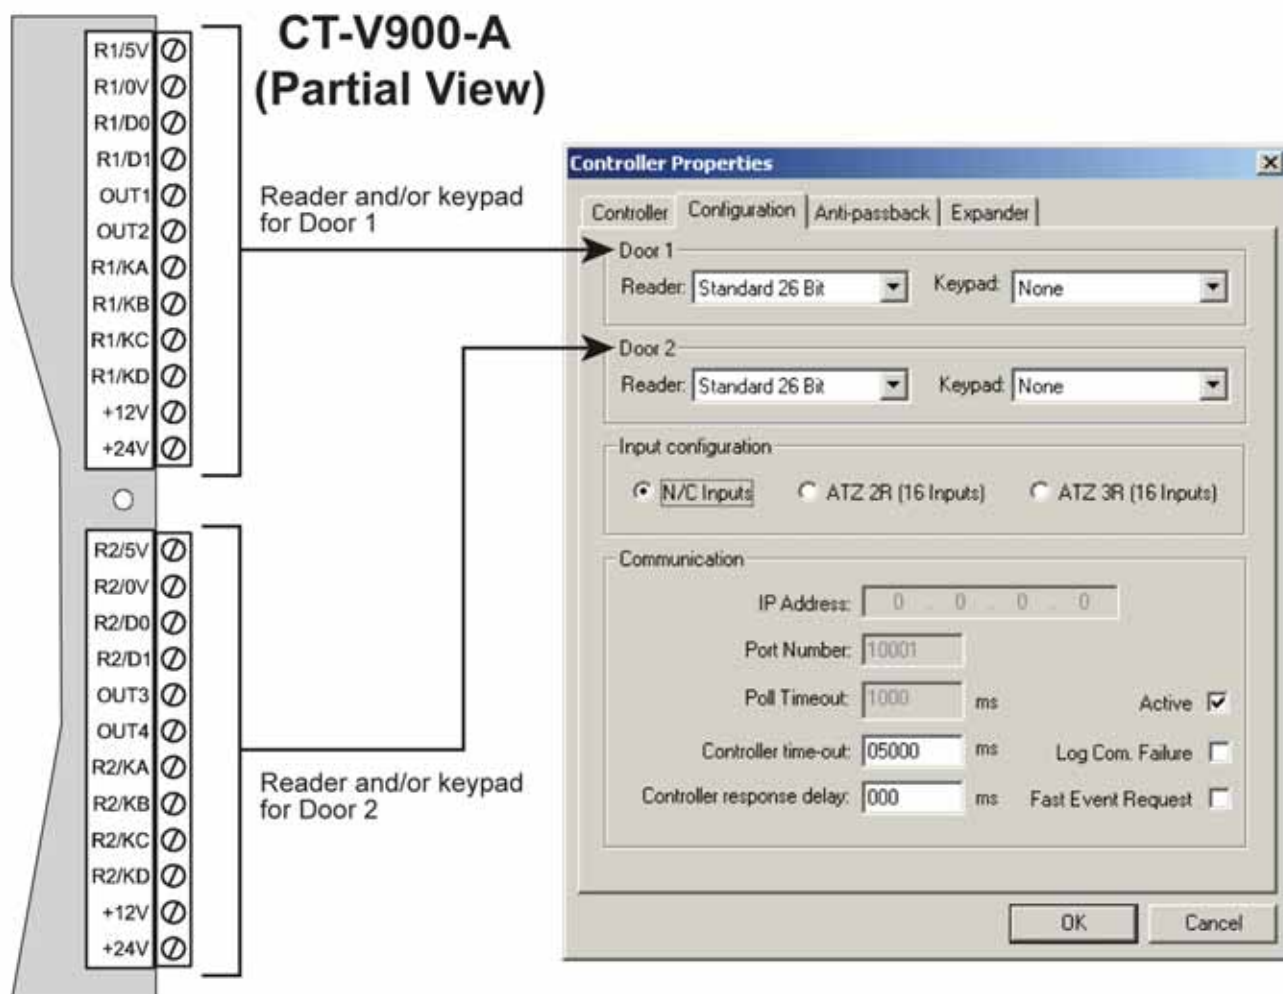 CT-V900-A
(Partial View)
R1/5V
R1/0V
R1/D0
R1/D1
OUT1
OUT2
R1/KA
R1/KB
R1/KC
R1/KD
+12V
+24V
Reader and/or keypad
for Door 1
R2/5V
R2/0V
R2/D0
R2/D1
OUT3
OUT4
R2/KA
R2/KB
R2/KC
R2/KD
+12V
+24V
Reader and/or keypad
for Door 2
Controller Properties
Controller Configuration Anti-passback Expander
Door 1
Reader: Standard 26 Bit Keypad: None
Door 2
Reader: Standard 26 Bit Keypad: None
Input configuration
N/C Inputs ATZ 2R (16 Inputs) ATZ 3R (16 Inputs)
Communication
IP Address: 0 . 0 . 0 . 0
Port Number: 10001
Poll Timeout: 1000 ms Active
Controller time-out: 05000 ms Log Com. Failure
Controller response delay: 000 ms Fast Event Request
OK Cancel